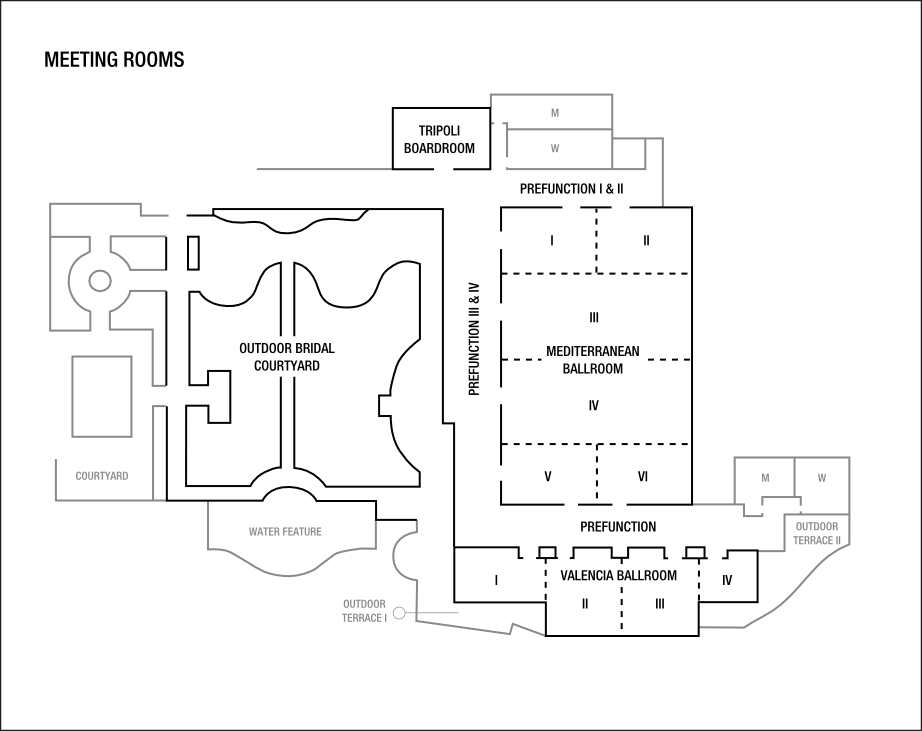 MEETING ROOMS
TRIPOLI
BOARDROOM
M
W
PREFUNCTION I & II
I
II
III
MEDITERRANEAN
BALLROOM
IV
V
VI
PREFUNCTION III & IV
OUTDOOR BRIDAL
COURTYARD
COURTYARD
WATER FEATURE
M
W
OUTDOOR
TERRACE II
PREFUNCTION
VALENCIA BALLROOM
I
II
III
IV
OUTDOOR
TERRACE I